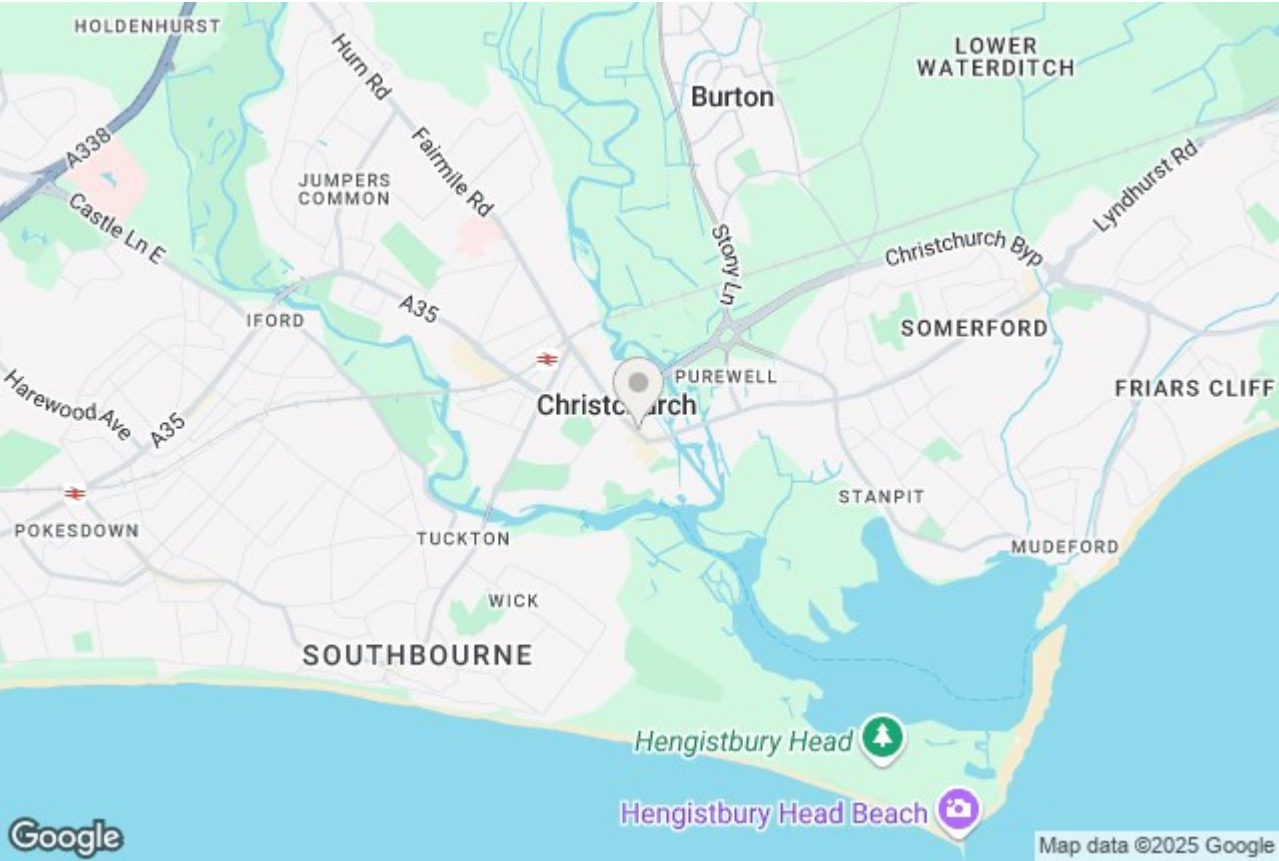 HOLDENHURST
Hurn Rd
LOWER
WATERDITCH
Burton
A338
Fairmile Rd
JUMPERS
COMMON
Lyndhurst Rd
Castle Ln E
Stony Ln
Christchurch Byp
A35
IFORD
SOMERFORD
PUREWELL
Harewood Ave
FRIARS CLIFF
Christchurch
A35
STANPIT
POKESDOWN
TUCKTON
MUDEFORD
WICK
SOUTHBOURNE
Hengistbury Head
Hengistbury Head Beach
Google
Map data ©2025 Google